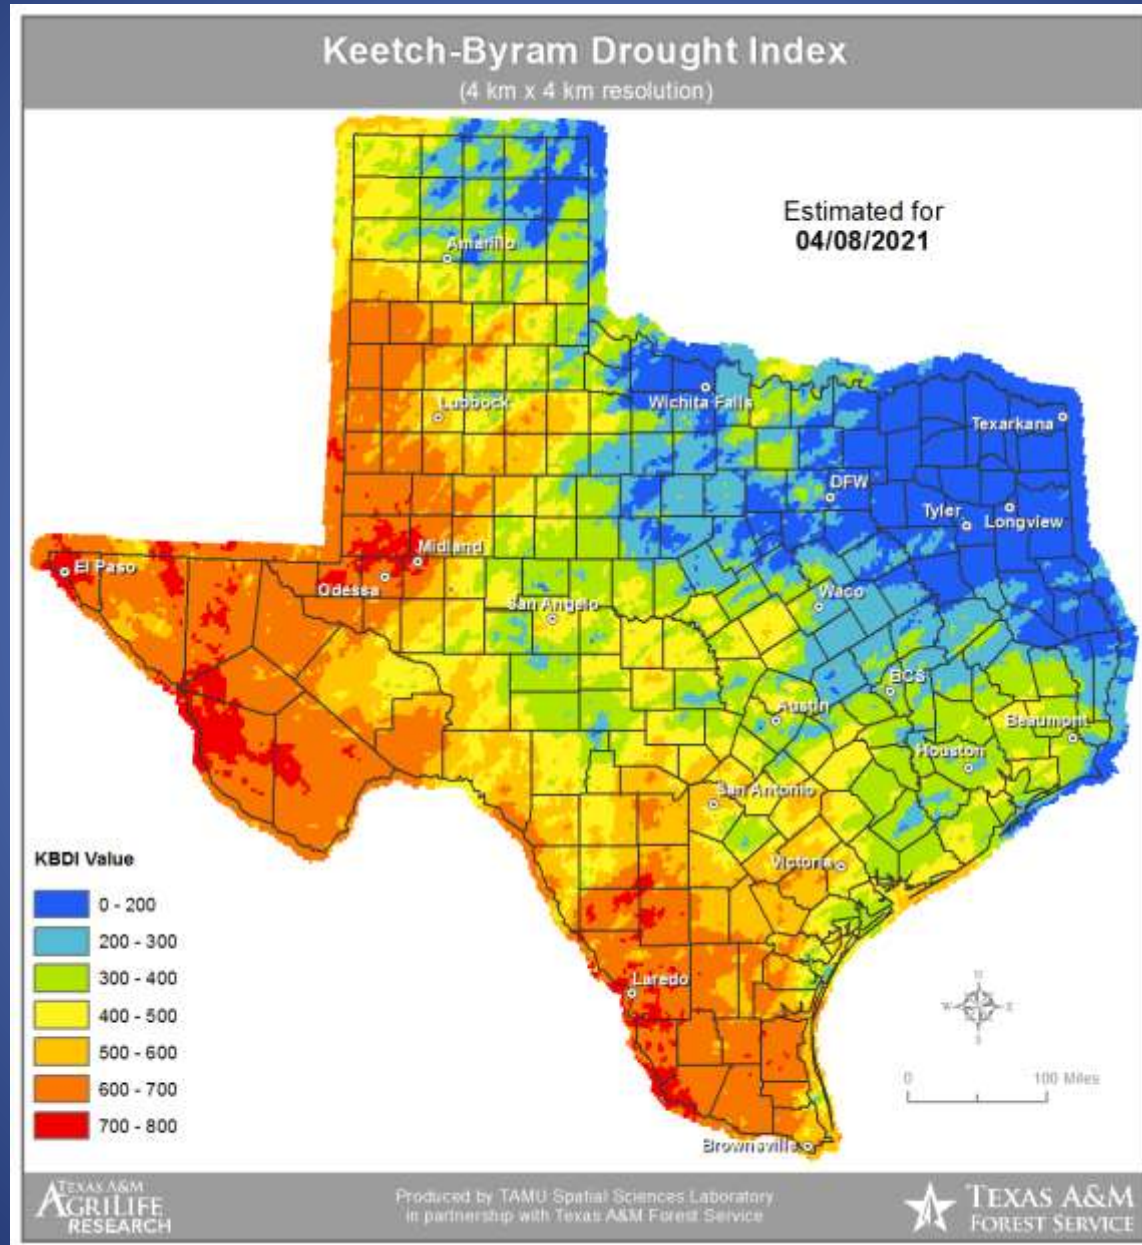 Keetch-Byram Drought Index
(4 km x 4 km resolution)
Estimated for
04/08/2021
Amarillo
Lubbock
Wichita Falls
Texarkana
DFW
Tyler
Longview
Midland
El Paso
Odessa
San Angelo
Waco
BCS
Austin
Beaumont
Houston
San Antonio
Victoria
Laredo
Brownsville
KBDI Value
0 - 200
200 - 300
300 - 400
400 - 500
500 - 600
600 - 700
700 - 800
N
W E
S
0 100 Miles
TEXAS A&M
AGRILIFE
RESEARCH
Produced by TAMU Spatial Sciences Laboratory
in partnership with Texas A&M Forest Service
TEXAS A&M
FOREST SERVICE